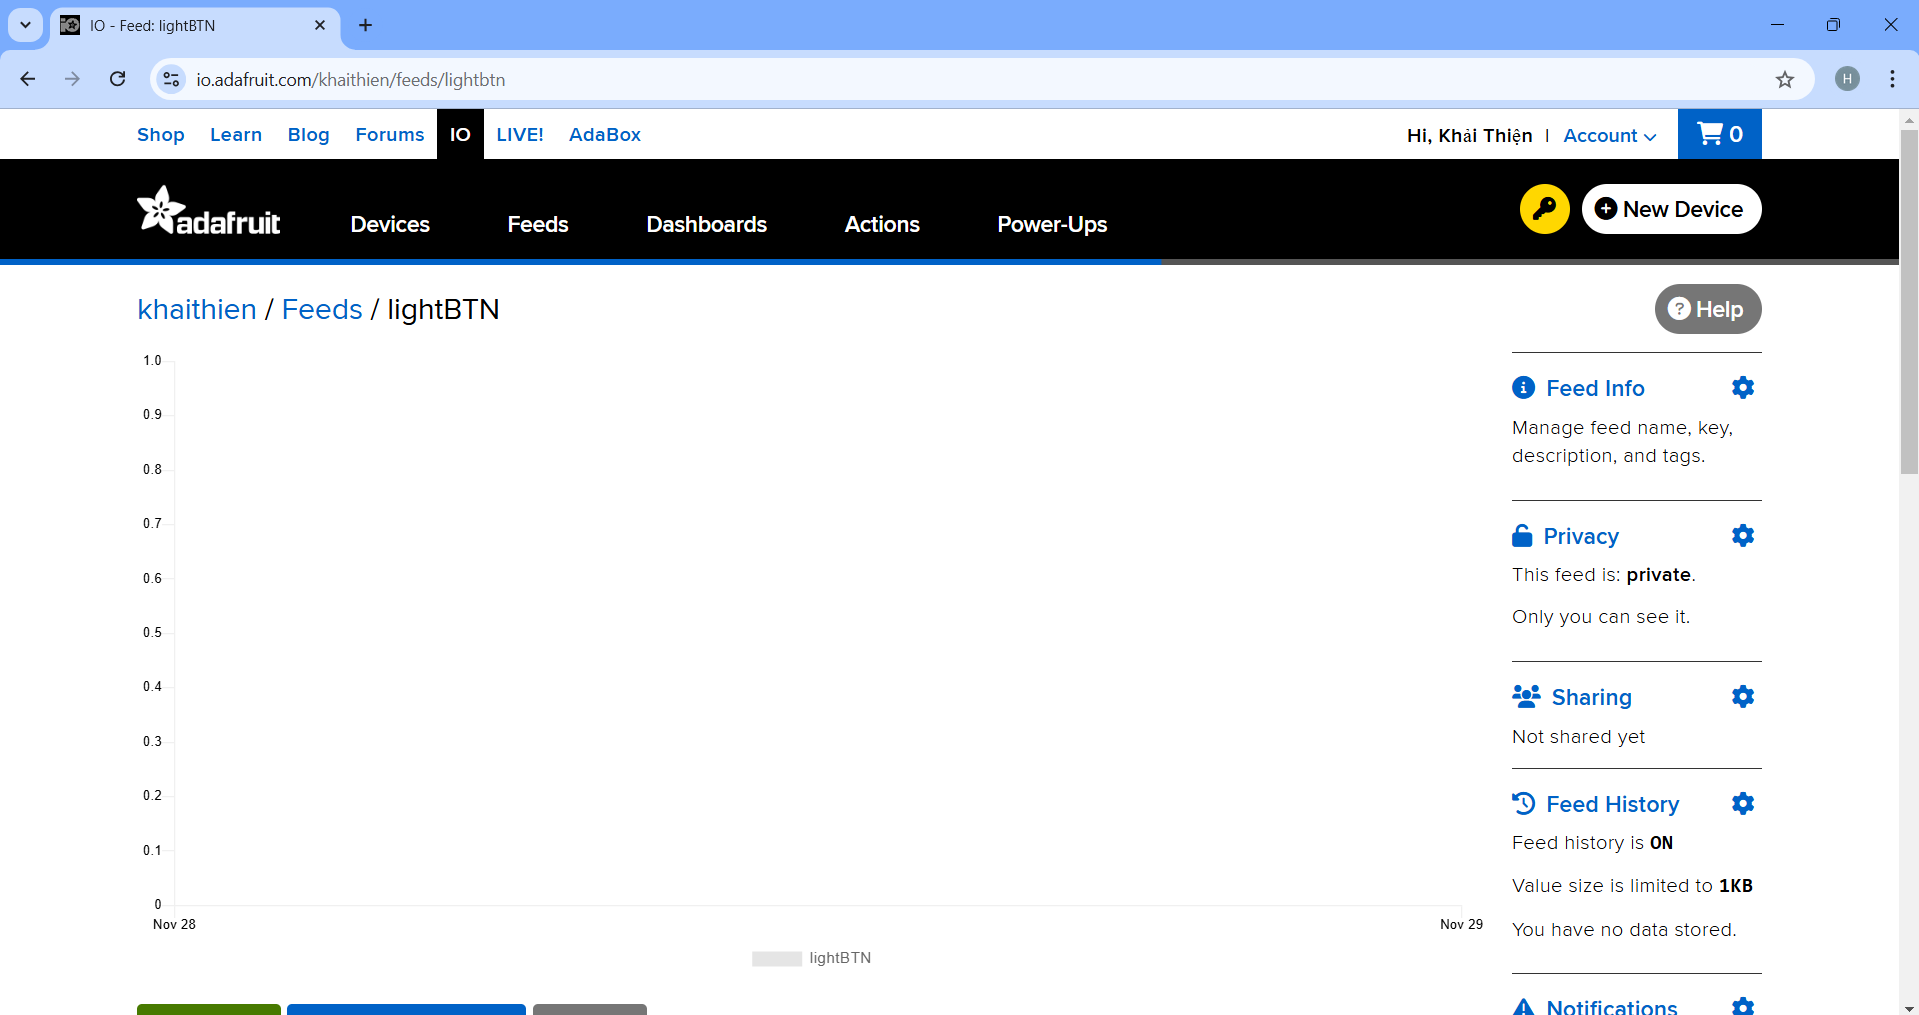 IO - Feed: lightBTN
io.adafruit.com/khaithien/feeds/lightbtn
H
Shop Learn Blog Forums IO LIVE! AdaBox
Hi, Khải Thiện | Account 0
adafruit Devices Feeds Dashboards Actions Power-Ups
New Device
khaithien / Feeds / lightBTN
? Help
1.0
0.9
0.8
0.7
0.6
0.5
0.4
0.3
0.2
0.1
0
Nov 28 Nov 29
lightBTN
i Feed Info
Manage feed name, key,
description, and tags.
Privacy
This feed is: private.
Only you can see it.
Sharing
Not shared yet
Feed History
Feed history is ON
Value size is limited to 1KB
You have no data stored.
Notifications